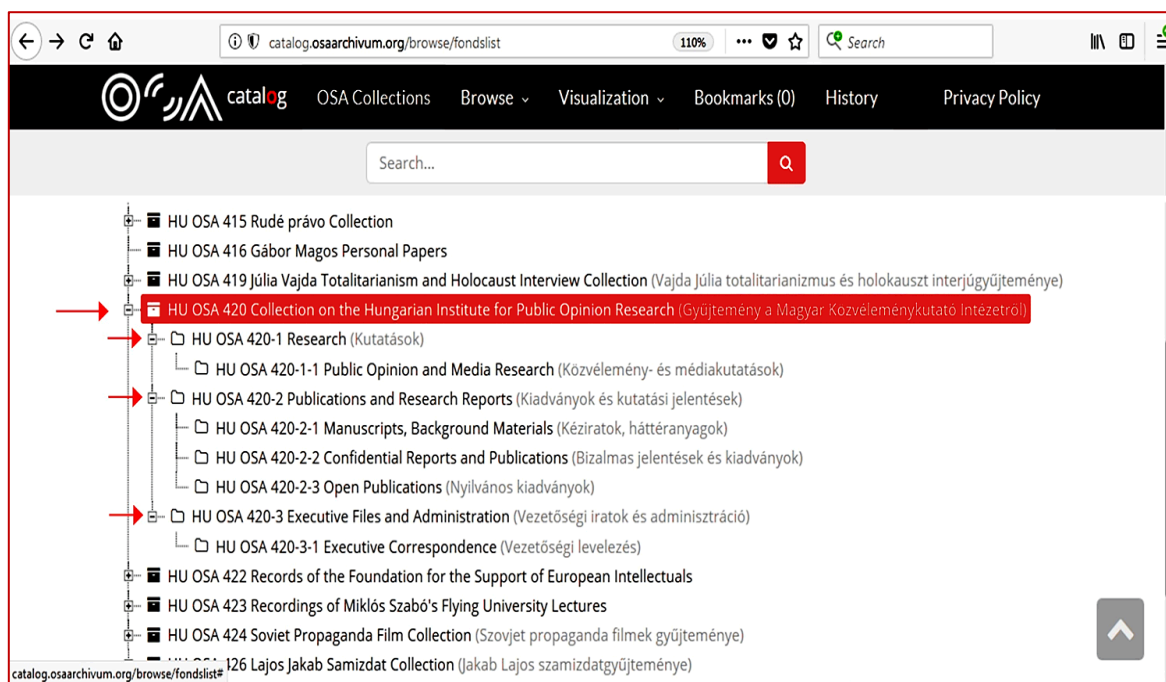 catalog.osaarchivum.org/browse/fondslist 110% Search
OSA catalog OSA Collections Browse Visualization Bookmarks (0) History Privacy Policy
Search...
HU OSA 415 Rudé právo Collection
HU OSA 416 Gábor Magos Personal Papers
HU OSA 419 Júlia Vajda Totalitarianism and Holocaust Interview Collection (Vajda Júlia totalitarianizmus és holokauszt interjúgyűjteménye)
HU OSA 420 Collection on the Hungarian Institute for Public Opinion Research (Gyűjtemény a Magyar Közvéleménykutató Intézetről)
HU OSA 420-1 Research (Kutatások)
HU OSA 420-1-1 Public Opinion and Media Research (Közvélemény- és médiakutatások)
HU OSA 420-2 Publications and Research Reports (Kiadványok és kutatási jelentések)
HU OSA 420-2-1 Manuscripts, Background Materials (Kéziratok, háttéranyagok)
HU OSA 420-2-2 Confidential Reports and Publications (Bizalmas jelentések és kiadványok)
HU OSA 420-2-3 Open Publications (Nyilvános kiadványok)
HU OSA 420-3 Executive Files and Administration (Vezetőségi iratok és adminisztráció)
HU OSA 420-3-1 Executive Correspondence (Vezetőségi levelezés)
HU OSA 422 Records of the Foundation for the Support of European Intellectuals
HU OSA 423 Recordings of Miklós Szabó's Flying University Lectures
HU OSA 424 Soviet Propaganda Film Collection (Szovjet propaganda filmek gyűjteménye)
426 Lajos Jakab Samizdat Collection (Jakab Lajos szamizdatgyűjteménye)
catalog.osaarchivum.org/browse/fondslist#